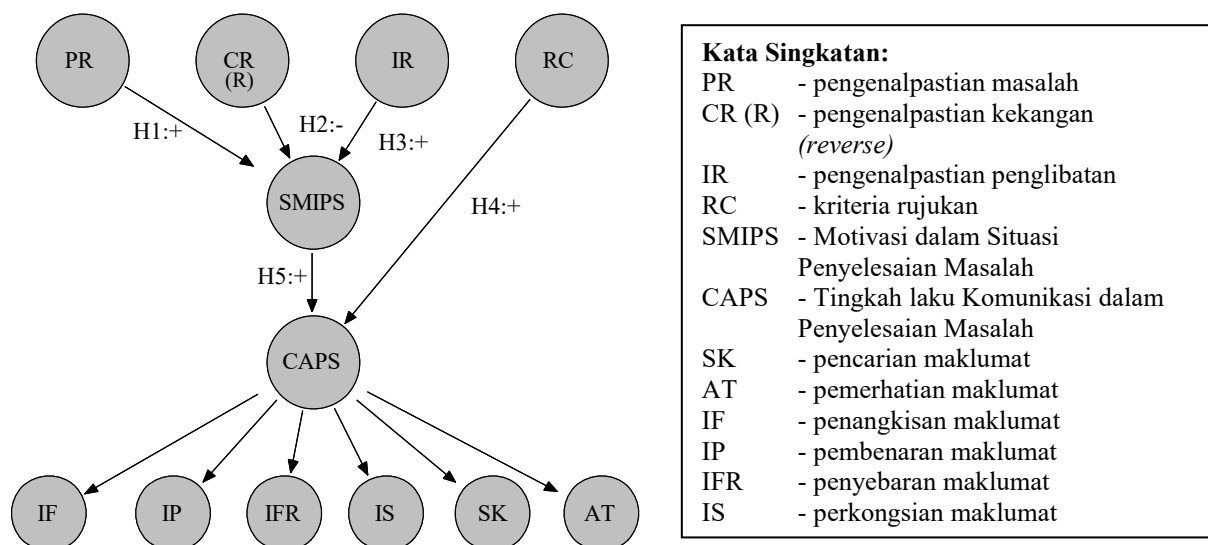 PR
CR
(R)
IR
RC
H1:+
H2:-
H3:+
SMIPS
H4:+
H5:+
CAPS
IF
IP
IFR
IS
SK
AT
Kata Singkatan:
PR - pengenalpastian masalah
CR (R) - pengenalpastian kekangan
(reverse)
IR - pengenalpastian penglibatan
RC - kriteria rujukan
SMIPS - Motivasi dalam Situasi
Penyelesaian Masalah
CAPS - Tingkah laku Komunikasi dalam
Penyelesaian Masalah
SK - pencarian maklumat
AT - pemerhatian maklumat
IF - penangkisan maklumat
IP - pembenaran maklumat
IFR - penyebaran maklumat
IS - perkongsian maklumat